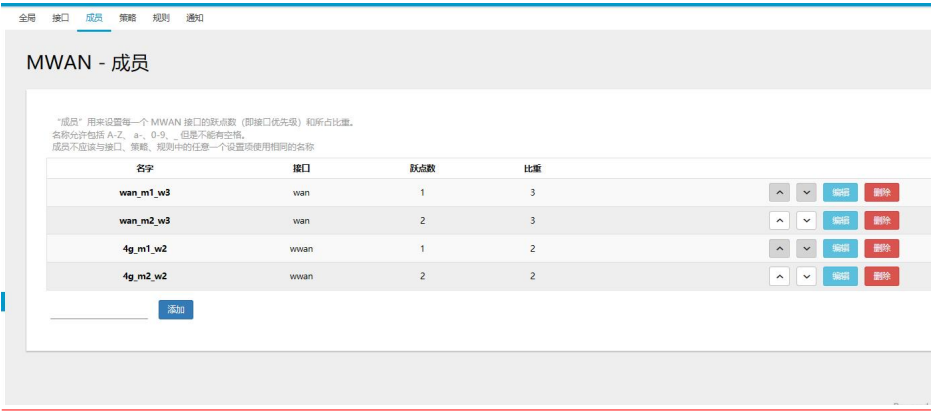 全局 接口 成员 策略 规则 通知
MWAN - 成员
“成员”用来设置每一个 MWAN 接口的跃点数（即接口优先级）和所占比重。
名称允许包括 A-Z、 a-、0-9、_ 但是不能有空格。
成员不应该与接口、策略、规则中的任意一个设置项使用相同的名称
名字 接口 跃点数 比重
wan_m1_w3 wan 1 3 编辑 删除
wan_m2_w3 wan 2 3 编辑 删除
4g_m1_w2 wwan 1 2 编辑 删除
4g_m2_w2 wwan 2 2 编辑 删除
添加